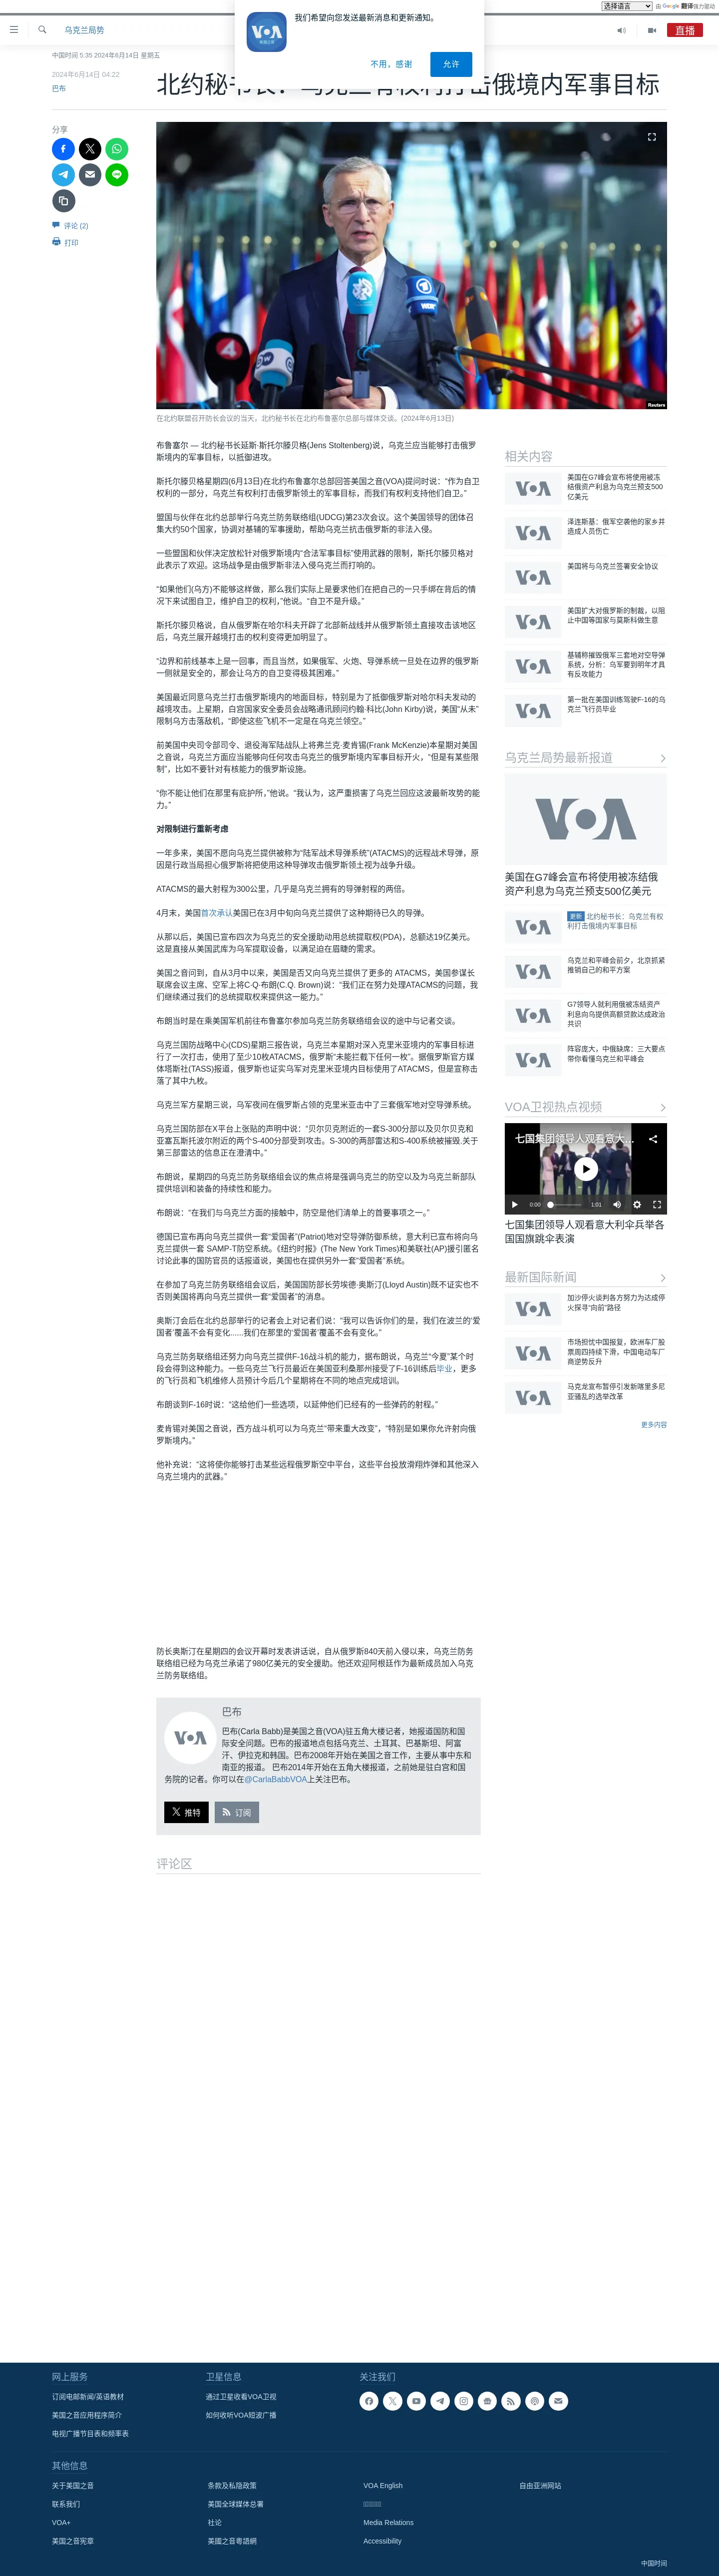 选择语言
由 Google 翻译强力驱动
我们希望向您发送最新消息和更新通知。
不用，感谢
允许
乌克兰局势
直播
中国时间 5:35 2024年6月14日 星期五
2024年6月14日 04:22
巴布
北约秘书长：乌克兰有权利打击俄境内军事目标
分享
评论 (2)
打印
Reuters
在北约联盟召开防长会议的当天，北约秘书长在北约布鲁塞尔总部与媒体交谈。(2024年6月13日)
布鲁塞尔 — 北约秘书长延斯·斯托尔滕贝格(Jens Stoltenberg)说，乌克兰应当能够打击俄罗
斯境内的军事目标，以抵御进攻。
斯托尔滕贝格星期四(6月13日)在北约布鲁塞尔总部回答美国之音(VOA)提问时说：“作为自卫
权利的一部分，乌克兰有权利打击俄罗斯领土的军事目标，而我们有权利支持他们自卫。”
盟国与伙伴在北约总部举行乌克兰防务联络组(UDCG)第23次会议。这个美国领导的团体召
集大约50个国家，协调对基辅的军事援助，帮助乌克兰抗击俄罗斯的非法入侵。
一些盟国和伙伴决定放松针对俄罗斯境内“合法军事目标”使用武器的限制，斯托尔滕贝格对
此表示了欢迎。这场战争是由俄罗斯非法入侵乌克兰而打响的。
“如果他们(乌方)不能够这样做，那么我们实际上是要求他们在把自己的一只手绑在背后的情
况下来试图自卫，维护自卫的权利，”他说。“自卫不是升级。”
斯托尔滕贝格说，自从俄罗斯在哈尔科夫开辟了北部新战线并从俄罗斯领土直接攻击该地区
后，乌克兰展开越境打击的权利变得更加明显了。
“边界和前线基本上是一回事，而且当然，如果俄军、火炮、导弹系统一旦处在边界的俄罗斯
一侧就是安全的，那会让乌方的自卫变得极其困难。”
美国最近同意乌克兰打击俄罗斯境内的地面目标，特别是为了抵御俄罗斯对哈尔科夫发动的
越境攻击。上星期，白宫国家安全委员会战略通讯顾问约翰·科比(John Kirby)说，美国“从未”
限制乌方击落敌机，“即使这些飞机不一定是在乌克兰领空。”
前美国中央司令部司令、退役海军陆战队上将弗兰克·麦肯锡(Frank McKenzie)本星期对美国
之音说，乌克兰方面应当能够向任何攻击乌克兰的俄罗斯境内军事目标开火，“但是有某些限
制”，比如不要针对有核能力的俄罗斯设施。
“你不能让他们在那里有庇护所，”他说。“我认为，这严重损害了乌克兰回应这波最新攻势的能
力。”
对限制进行重新考虑
一年多来，美国不愿向乌克兰提供被称为“陆军战术导弹系统”(ATACMS)的远程战术导弹，原
因是行政当局担心俄罗斯将把使用这种导弹攻击俄罗斯领土视为战争升级。
ATACMS的最大射程为300公里，几乎是乌克兰拥有的导弹射程的两倍。
4月末，美国首次承认美国已在3月中旬向乌克兰提供了这种期待已久的导弹。
从那以后，美国已宣布四次为乌克兰的安全援助动用总统提取权(PDA)，总额达19亿美元。
这是直接从美国武库为乌军提取设备，以满足迫在眉睫的需求。
美国之音问到，自从3月中以来，美国是否又向乌克兰提供了更多的 ATACMS，美国参谋长
联席会议主席、空军上将C·Q·布朗(C.Q. Brown)说：“我们正在努力处理ATACMS的问题，我
们继续通过我们的总统提取权来提供这一能力。”
布朗当时是在乘美国军机前往布鲁塞尔参加乌克兰防务联络组会议的途中与记者交谈。
乌克兰国防战略中心(CDS)星期三报告说，乌克兰本星期对深入克里米亚境内的军事目标进
行了一次打击，使用了至少10枚ATACMS，俄罗斯“未能拦截下任何一枚”。据俄罗斯官方媒
体塔斯社(TASS)报道，俄罗斯也证实乌军对克里米亚境内目标使用了ATACMS，但是宣称击
落了其中九枚。
乌克兰军方星期三说，乌军夜间在俄罗斯占领的克里米亚击中了三套俄军地对空导弹系统。
乌克兰国防部在X平台上张贴的声明中说：“贝尔贝克附近的一套S-300分部以及贝尔贝克和
亚塞瓦斯托波尔附近的两个S-400分部受到攻击。S-300的两部雷达和S-400系统被摧毁.关于
第三部雷达的信息正在澄清中。”
布朗说，星期四的乌克兰防务联络组会议的焦点将是强调乌克兰的防空以及为乌克兰新部队
提供培训和装备的持续性和能力。
布朗说：“在我们与乌克兰方面的接触中，防空是他们清单上的首要事项之一。”
德国已宣布再向乌克兰提供一套“爱国者”(Patriot)地对空导弹防御系统，意大利已宣布将向乌
克兰提供一套 SAMP-T防空系统。《纽约时报》(The New York Times)和美联社(AP)援引匿名
讨论此事的国防官员的话报道说，美国也在提供另外一套“爱国者”系统。
在参加了乌克兰防务联络组会议后，美国国防部长劳埃德·奥斯汀(Lloyd Austin)既不证实也不
否则美国将再向乌克兰提供一套“爱国者”的消息。
奥斯汀会后在北约总部举行的记者会上对记者们说：“我可以告诉你们的是，我们在波兰的‘爱
国者’覆盖不会有变化......我们在那里的‘爱国者’覆盖不会有变化。”
乌克兰防务联络组还努力向乌克兰提供F-16战斗机的能力，据布朗说，乌克兰“今夏”某个时
段会得到这种能力。一些乌克兰飞行员最近在美国亚利桑那州接受了F-16训练后毕业，更多
的飞行员和飞机维修人员预计今后几个星期将在不同的地点完成培训。
布朗谈到F-16时说：“这给他们一些选项，以延伸他们已经有的一些弹药的射程。”
麦肯锡对美国之音说，西方战斗机可以为乌克兰“带来重大改变”，“特别是如果你允许射向俄
罗斯境内。”
他补充说：“这将使你能够打击某些远程俄罗斯空中平台，这些平台投放滑翔炸弹和其他深入
乌克兰境内的武器。”
防长奥斯汀在星期四的会议开幕时发表讲话说，自从俄罗斯840天前入侵以来，乌克兰防务
联络组已经为乌克兰承诺了980亿美元的安全援助。他还欢迎阿根廷作为最新成员加入乌克
兰防务联络组。
巴布
巴布(Carla Babb)是美国之音(VOA)驻五角大楼记者，她报道国防和国
际安全问题。巴布的报道地点包括乌克兰、土耳其、巴基斯坦、阿富
汗、伊拉克和韩国。巴布2008年开始在美国之音工作，主要从事中东和
南亚的报道。 巴布2014年开始在五角大楼报道，之前她是驻白宫和国
务院的记者。你可以在@CarlaBabbVOA上关注巴布。
推特
订阅
评论区
相关内容
美国在G7峰会宣布将使用被冻
结俄资产利息为乌克兰预支500
亿美元
泽连斯基：俄军空袭他的家乡并
造成人员伤亡
美国将与乌克兰签署安全协议
美国扩大对俄罗斯的制裁，以阻
止中国等国家与莫斯科做生意
基辅称摧毁俄军三套地对空导弹
系统，分析：乌军要到明年才具
有反攻能力
第一批在美国训练驾驶F-16的乌
克兰飞行员毕业
乌克兰局势最新报道
美国在G7峰会宣布将使用被冻结俄
资产利息为乌克兰预支500亿美元
更新 北约秘书长：乌克兰有权
利打击俄境内军事目标
乌克兰和平峰会前夕，北京抓紧
推销自己的和平方案
G7领导人就利用俄被冻结资产
利息向乌提供高额贷款达成政治
共识
阵容庞大，中俄缺席：三大要点
带你看懂乌克兰和平峰会
VOA卫视热点视频
七国集团领导人观看意大...
0:00
1:01
七国集团领导人观看意大利伞兵举各
国国旗跳伞表演
最新国际新闻
加沙停火谈判各方努力为达成停
火探寻“向前”路径
市场担忧中国报复，欧洲车厂股
票周四持续下滑，中国电动车厂
商逆势反升
马克龙宣布暂停引发新喀里多尼
亚骚乱的选举改革
更多内容
网上服务
订阅电邮新闻/英语教材
美国之音应用程序简介
电视广播节目表和频率表
卫星信息
通过卫星收看VOA卫视
如何收听VOA短波广播
关注我们
其他信息
关于美国之音
联系我们
VOA+
美国之音宪章
条款及私隐政策
美国全球媒体总署
社论
美國之音粵語網
VOA English
Media Relations
Accessibility
自由亚洲网站
中国时间